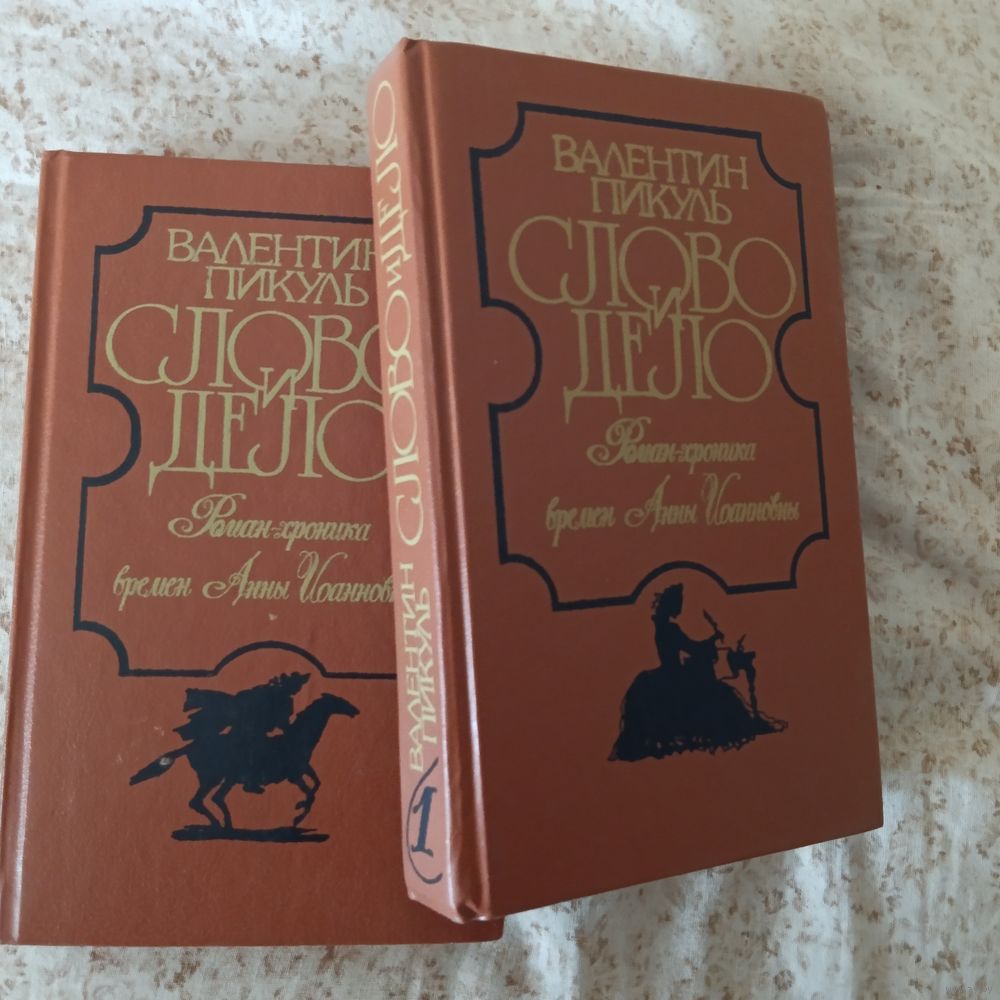 ВАЛЕНТИН
ПИКУЛЬ
СЛОВО
И
ДЕЛО
Роман-хроника
времен Анны Иоанновны
ВАЛЕНТИН
ПИКУЛЬ
СЛОВО И ДЕЛО
1
ВАЛЕНТИН
ПИКУЛЬ
СЛОВО
И
ДЕЛО
Роман-хроника
времен Анны Иоанновны